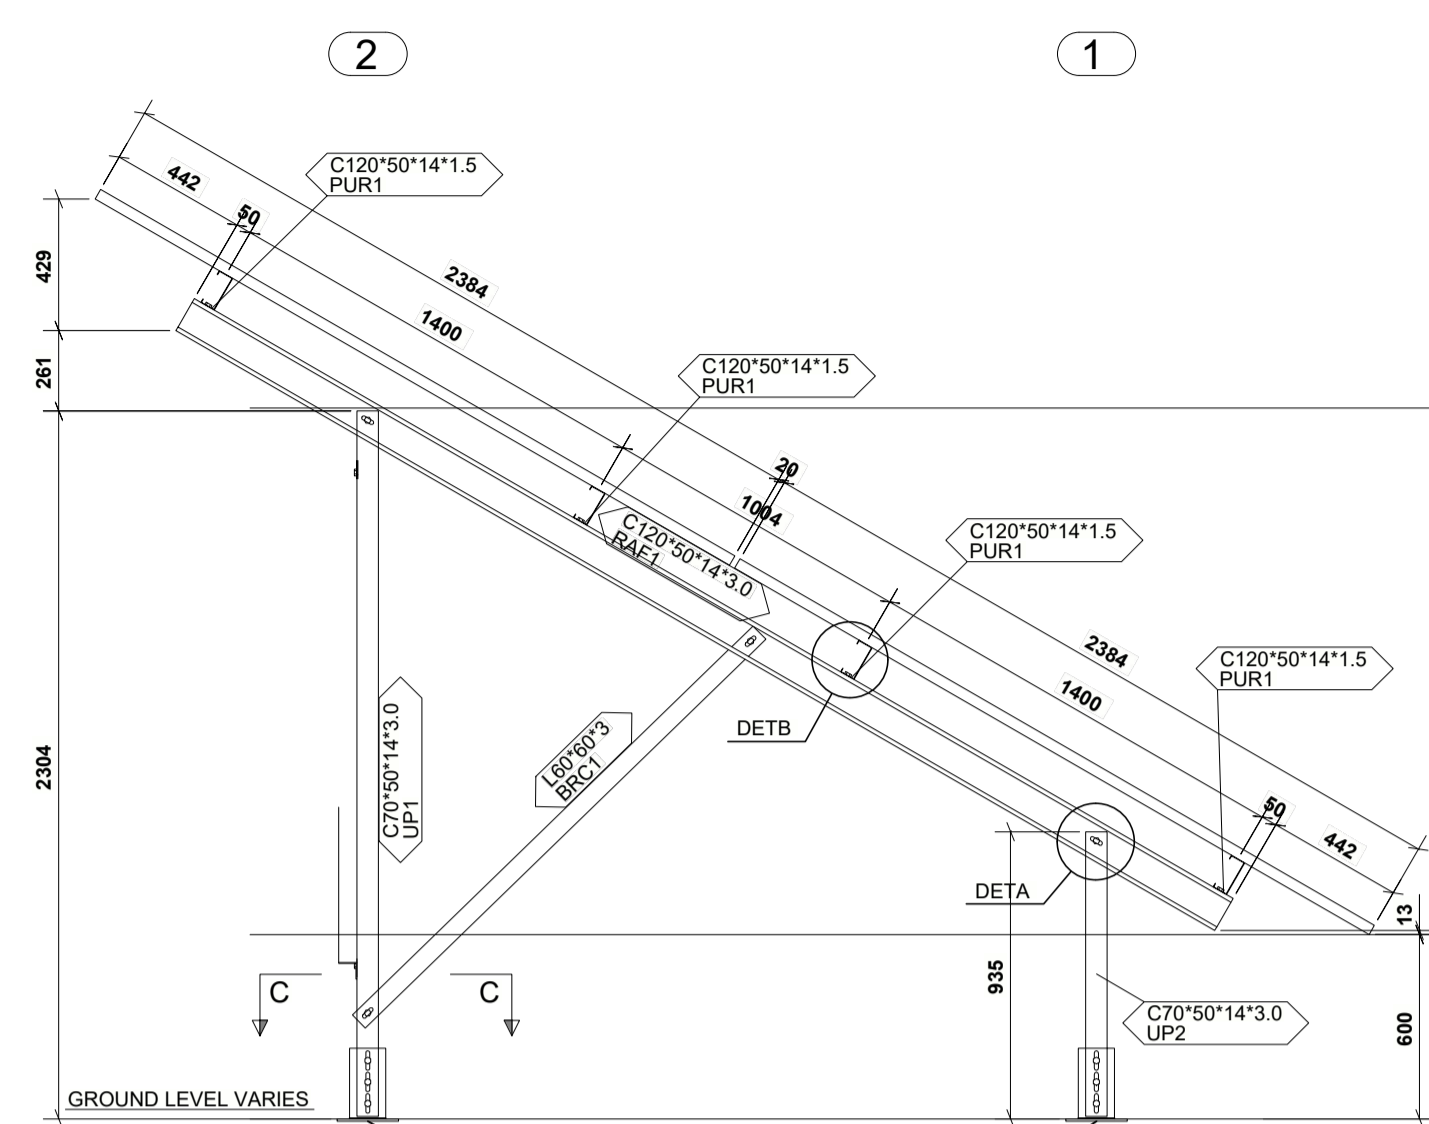 2
1
C120*50*14*1.5
PUR1
442
50
429
2384
1400
261
C120*50*14*1.5
PUR1
20
1004
C120*50*14*3.0
RAF1
C120*50*14*1.5
PUR1
2384
1400
C120*50*14*1.5
PUR1
DETB
C70*50*14*3.0
UP1
L60*60*3
BRC1
2304
50
442
DETA
13
935
C
C
C70*50*14*3.0
UP2
600
GROUND LEVEL VARIES